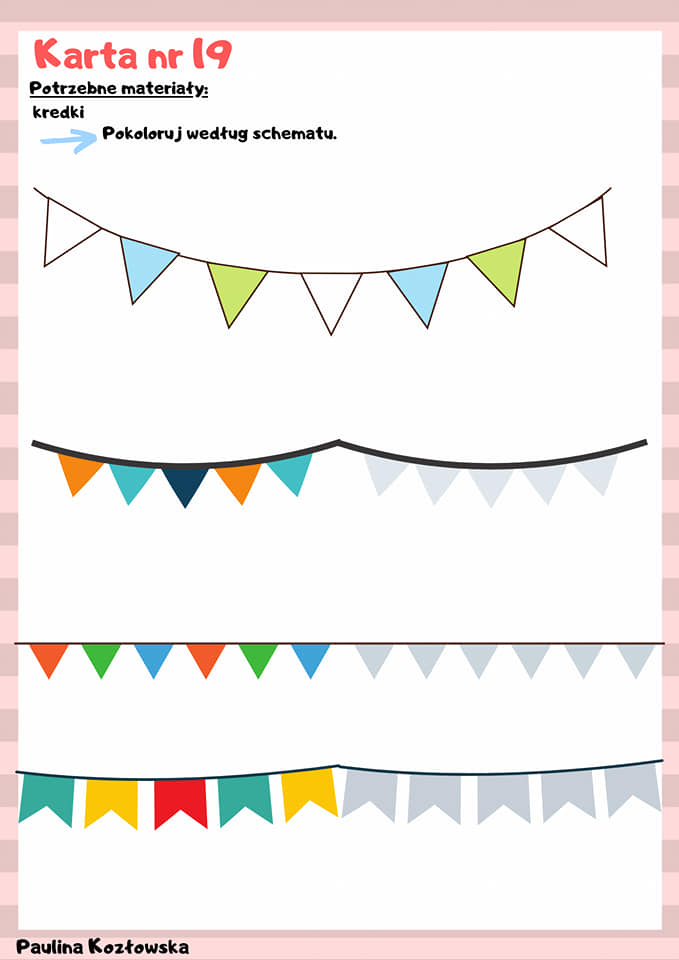 Karta nr 19
Potrzebne materiały:
kredki
Pokoloruj według schematu.
Paulina Kozłowska